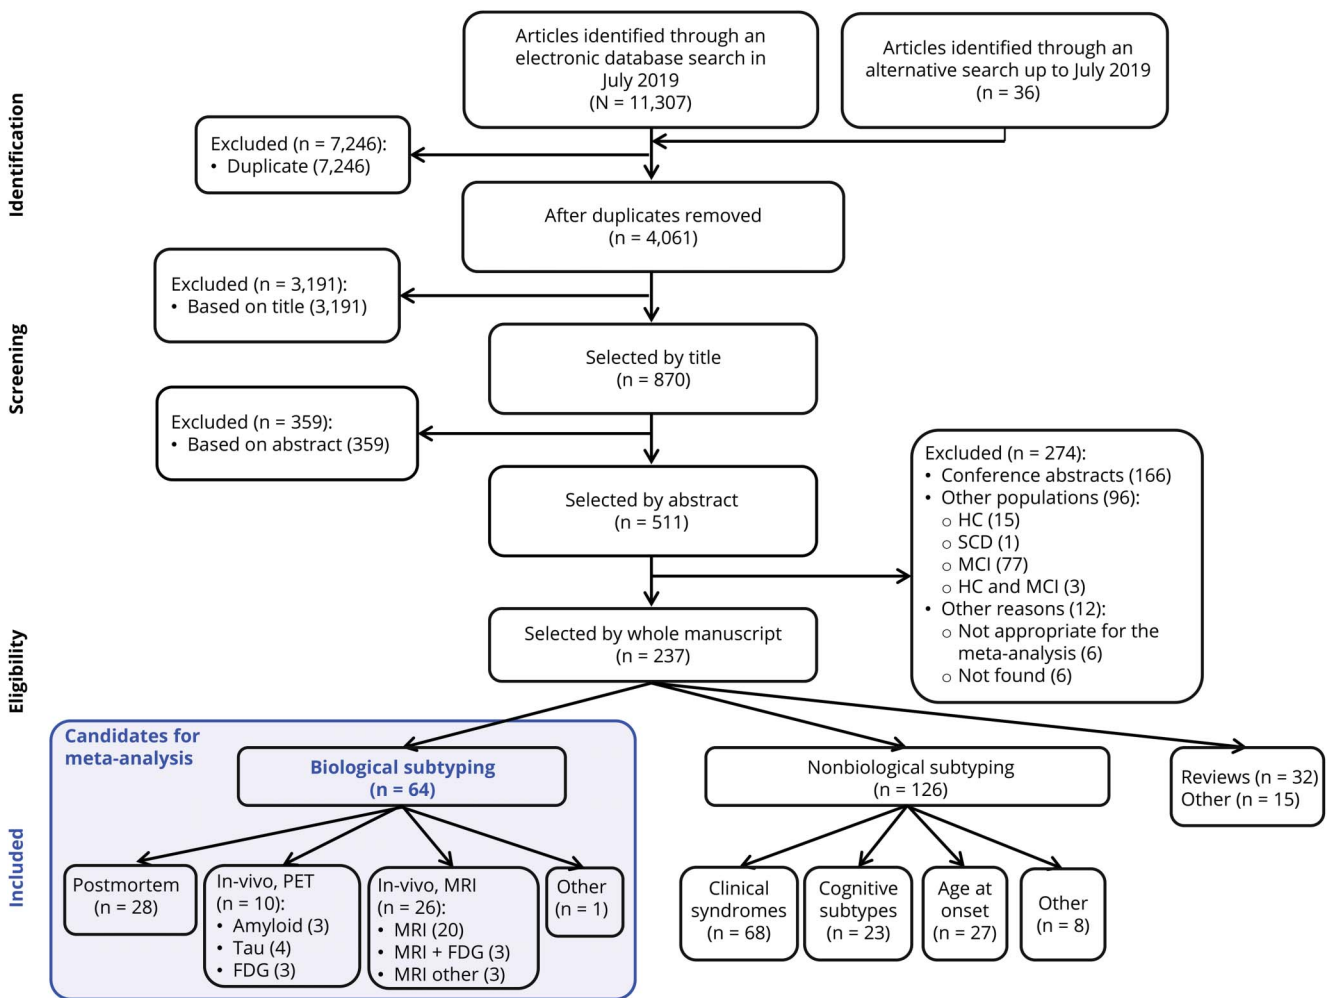 Articles identified through an
electronic database search in
July 2019
(N = 11,307)
Articles identified through an
alternative search up to July 2019
(n = 36)
Identification
Excluded (n = 7,246):
• Duplicate (7,246)
After duplicates removed
(n = 4,061)
Screening
Excluded (n = 3,191):
• Based on title (3,191)
Selected by title
(n = 870)
Excluded (n = 359):
• Based on abstract (359)
Selected by abstract
(n = 511)
Eligibility
Excluded (n = 274):
• Conference abstracts (166)
• Other populations (96):
o HC (15)
o SCD (1)
o MCI (77)
o HC and MCI (3)
• Other reasons (12):
o Not appropriate for the
meta-analysis (6)
o Not found (6)
Selected by whole manuscript
(n = 237)
Included
Candidates for
meta-analysis
Biological subtyping
(n = 64)
Nonbiological subtyping
(n = 126)
Reviews (n = 32)
Other (n = 15)
Postmortem
(n = 28)
In-vivo, PET
(n = 10):
• Amyloid (3)
• Tau (4)
• FDG (3)
In-vivo, MRI
(n = 26):
• MRI (20)
• MRI + FDG (3)
• MRI other (3)
Other
(n = 1)
Clinical
syndromes
(n = 68)
Cognitive
subtypes
(n = 23)
Age at
onset
(n = 27)
Other
(n = 8)